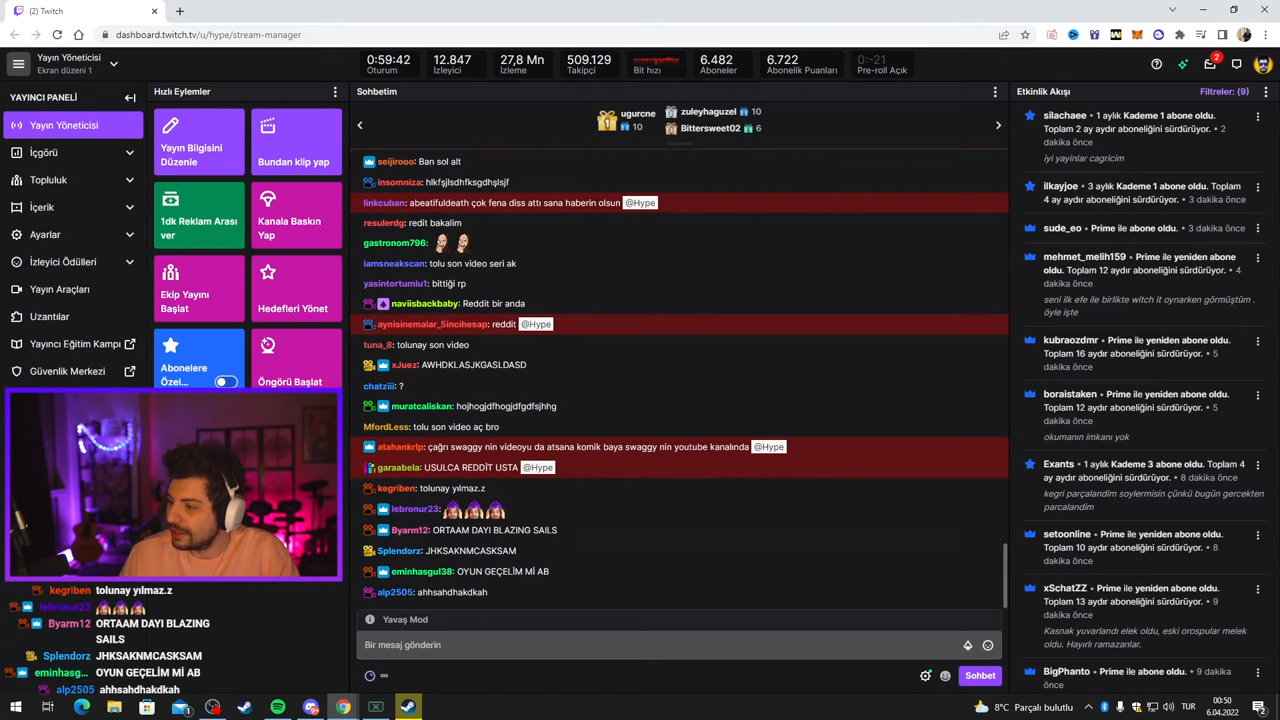 (2) Twitch
dashboard.twitch.tv/u/hype/stream-manager
Yayın Yöneticisi
Ekran düzeni 1
0:59:42
Oturum
12.847
İzleyici
27,8 Mn
İzleme
509.129
Takipçi
Bit hızı
6.482
Aboneler
6.722
Abonelik Puanları
0:-21
Pre-roll Açık
2
YAYINCI PANELİ
Yayın Yöneticisi
İçgörü
Topluluk
İçerik
Ayarlar
İzleyici Ödülleri
Yayın Araçları
Uzantılar
Yayıncı Eğitim Kampı
Güvenlik Merkezi
Hızlı Eylemler
Yayın Bilgisini
Düzenle
Bundan klip yap
1dk Reklam Arası
ver
Kanala Baskın
Yap
Ekip Yayını
Başlat
Hedefleri Yönet
Abonelere
Özel...
Öngörü Başlat
Sohbetim
1
ugurcne
10
zuleyhaguzel 10
Bittersweet02 6
seijirooo: Ban sol alt
insomniza: hlkfşjlsdhfksgdhşlsjf
linkcuban: abeatifuldeath çok fena diss attı sana haberin olsun @Hype
resulerdg: redit bakalim
gastronom796:
iamsneakscan: tolu son video seri ak
yasintortumlu1: bittiği rp
naviisbackbaby: Reddit bir anda
aynisinemalar_5incihesap: reddit @Hype
tuna_8: tolunay son video
xJuez: AWHDKLASJKGASLDASD
chatziii: ?
muratcaliskan: hojhogjdfhogjdfgdfsjhhg
MfordLess: tolu son video aç bro
atahankrlp: çağrı swaggy nin videoyu da atsana komik baya swaggy nin youtube kanalında @Hype
garaabela: USULCA REDDİT USTA @Hype
kegriben: tolunay yılmaz.z
lebronur23:
Byarm12: ORTAAM DAYI BLAZING SAILS
Splendorz: JHKSAKNMCASKSAM
eminhasgul38: OYUN GEÇELİM Mİ AB
alp2505: ahhsahdhakdkah
Yavaş Mod
Bir mesaj gönderin
Sohbet
Etkinlik Akışı
Filtreler: (9)
silachaee • 1 aylık Kademe 1 abone oldu.
Toplam 2 ay aydır aboneliğini sürdürüyor. • 2
dakika önce
iyi yayinlar cagricim
ilkayjoe • 3 aylık Kademe 1 abone oldu. Toplam
4 ay aydır aboneliğini sürdürüyor. • 3 dakika önce
sude_eo • Prime ile abone oldu. • 3 dakika önce
mehmet_melih159 • Prime ile yeniden abone
oldu. Toplam 12 aydır aboneliğini sürdürüyor. • 4
dakika önce
seni ilk efe ile birlikte witch it oynarken görmüştüm .
öyle işte
kubraozdmr • Prime ile yeniden abone oldu.
Toplam 16 aydır aboneliğini sürdürüyor. • 5
dakika önce
boraistaken • Prime ile yeniden abone oldu.
Toplam 12 aydır aboneliğini sürdürüyor. • 5
dakika önce
okumanın imkanı yok
Exants • 1 aylık Kademe 3 abone oldu. Toplam 4
ay aydır aboneliğini sürdürüyor. • 8 dakika önce
kegri parçalandim soylermisin çünkü bugün gercekten
parcalandim
setoonline • Prime ile yeniden abone oldu.
Toplam 10 aydır aboneliğini sürdürüyor. • 8
dakika önce
xSchatZZ • Prime ile yeniden abone oldu.
Toplam 13 aydır aboneliğini sürdürüyor. • 9
dakika önce
Kasnak yuvarlandı elek oldu, eski orospular melek
oldu. Hayırlı ramazanlar.
BigPhanto • Prime ile abone oldu. • 9 dakika
önce
kegriben tolunay yılmaz.z
lebronur23
Byarm12: ORTAAM DAYI BLAZING
SAILS
Splendorz: JHKSAKNMCASKSAM
eminhasg: OYUN GEÇELİM Mİ AB
alp2505: ahhsahdhakdkah
8°C Parçalı bulutlu
TUR
00:50
6.04.2022
2